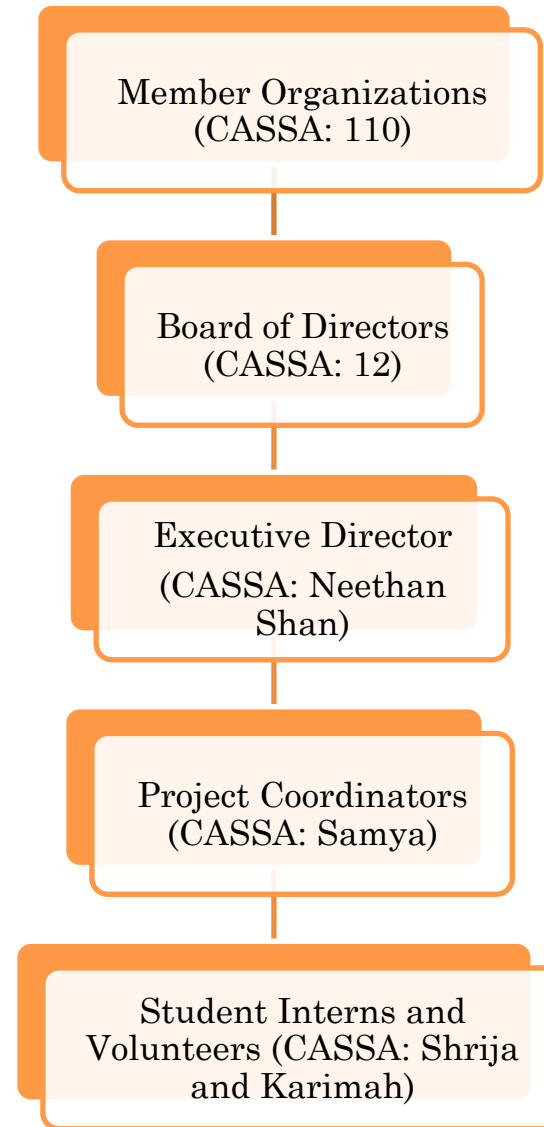 Member Organizations
(CASSA: 110)
Board of Directors
(CASSA: 12)
Executive Director
(CASSA: Neethan
Shan)
Project Coordinators
(CASSA: Samya)
Student Interns and
Volunteers (CASSA: Shrija
and Karimah)